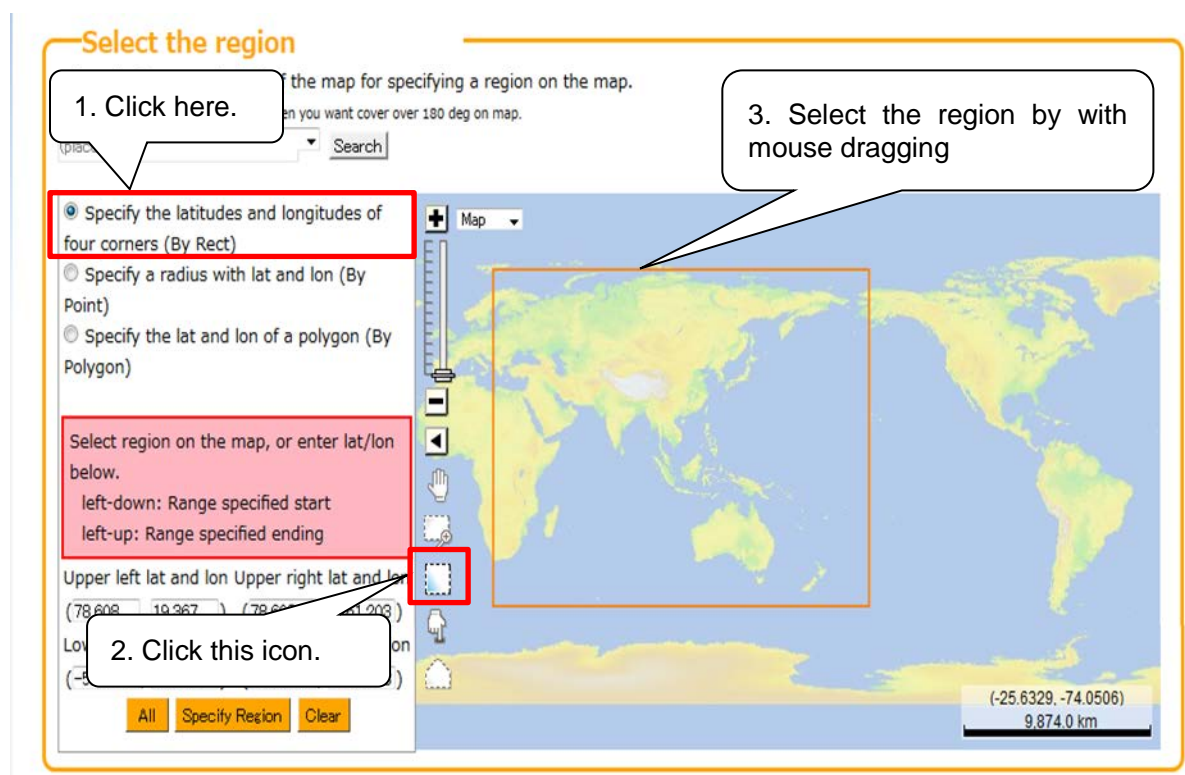 Select the region
the map for specifying a region on the map.
you want cover over 180 deg on map.
1. Click here.
Search
3. Select the region by with
mouse dragging
Specify the latitudes and longitudes of
four corners (By Rect)
Specify a radius with lat and lon (By
Point)
Specify the lat and lon of a polygon (By
Polygon)
Select region on the map, or enter lat/lon
below.
left-down: Range specified start
left-up: Range specified ending
Upper left lat and lon Upper right lat and lon
(78.608 19.367 )
2. Click this icon.
All Specify Region Clear
Map
(-25.6329, -74.0506)
9,874.0 km